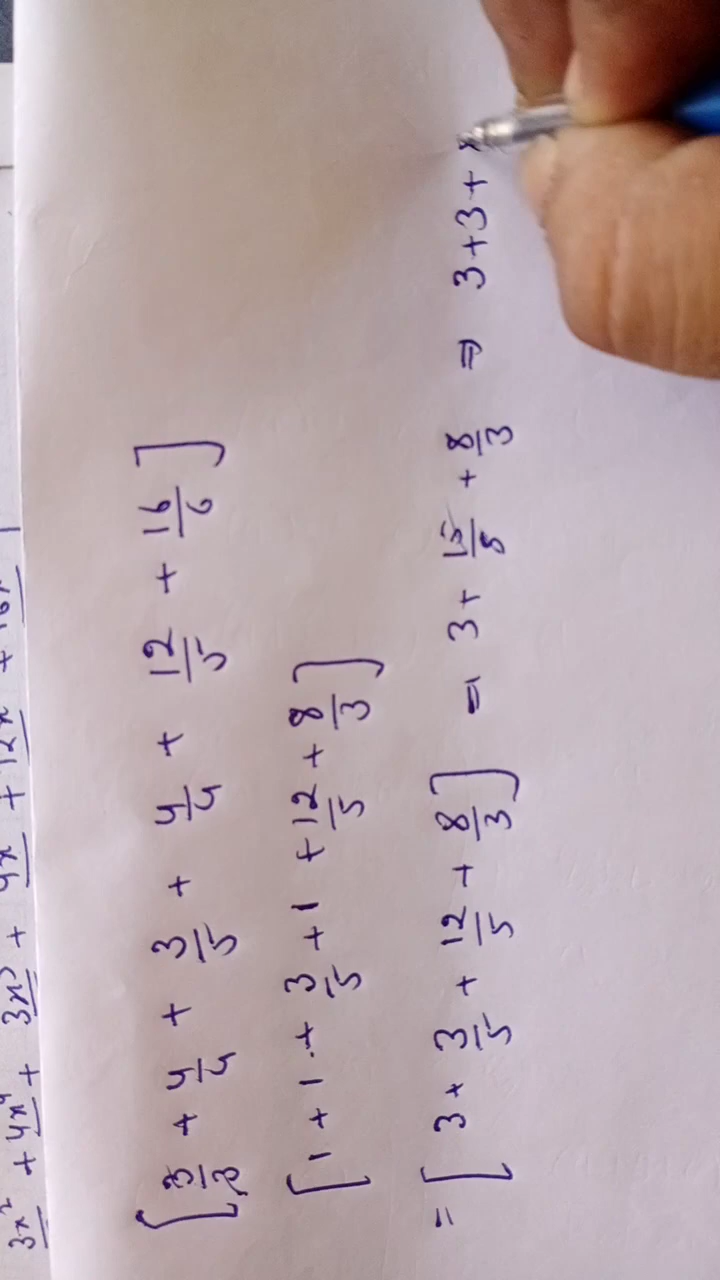 3x²/ + 4x⁴/ + 3x⁵/ + 4x/ + 12x/ +
[3/3 + 4/4 + 3/5 + 4/4 + 12/5 + 16/6]
[1 + 1 + 3/5 + 1 + 12/5 + 8/3]
= [3 + 3/5 + 12/5 + 8/3] = 3 + 15/5 + 8/3 ⇒ 3+3+